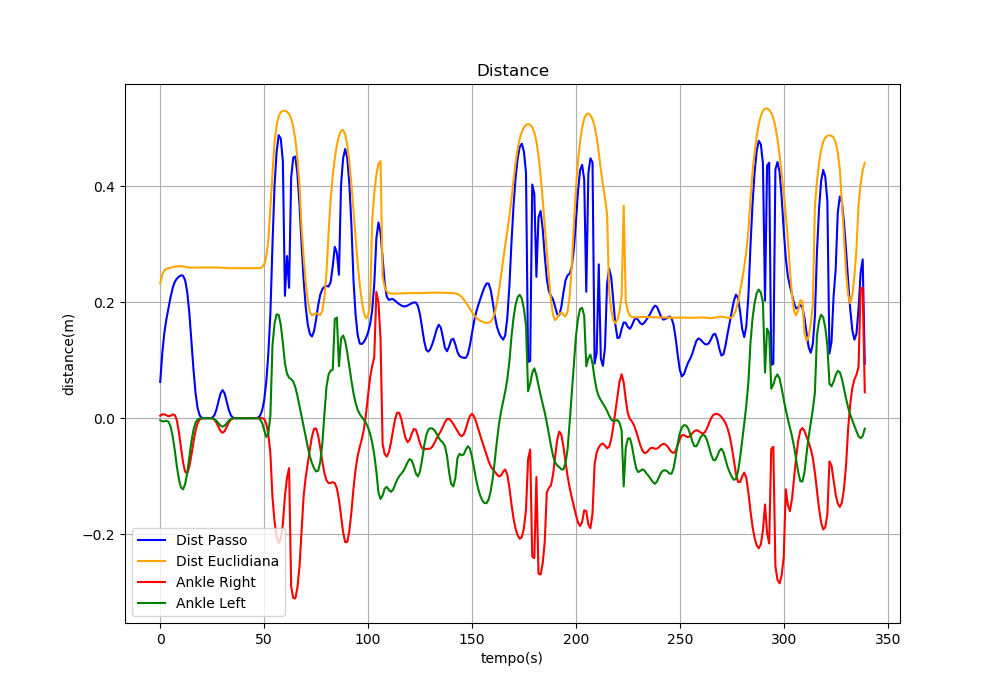 Distance
distance(m)
0.4
0.2
0.0
−0.2
Dist Passo
Dist Euclidiana
Ankle Right
Ankle Left
0 50 100 150 200 250 300 350
tempo(s)